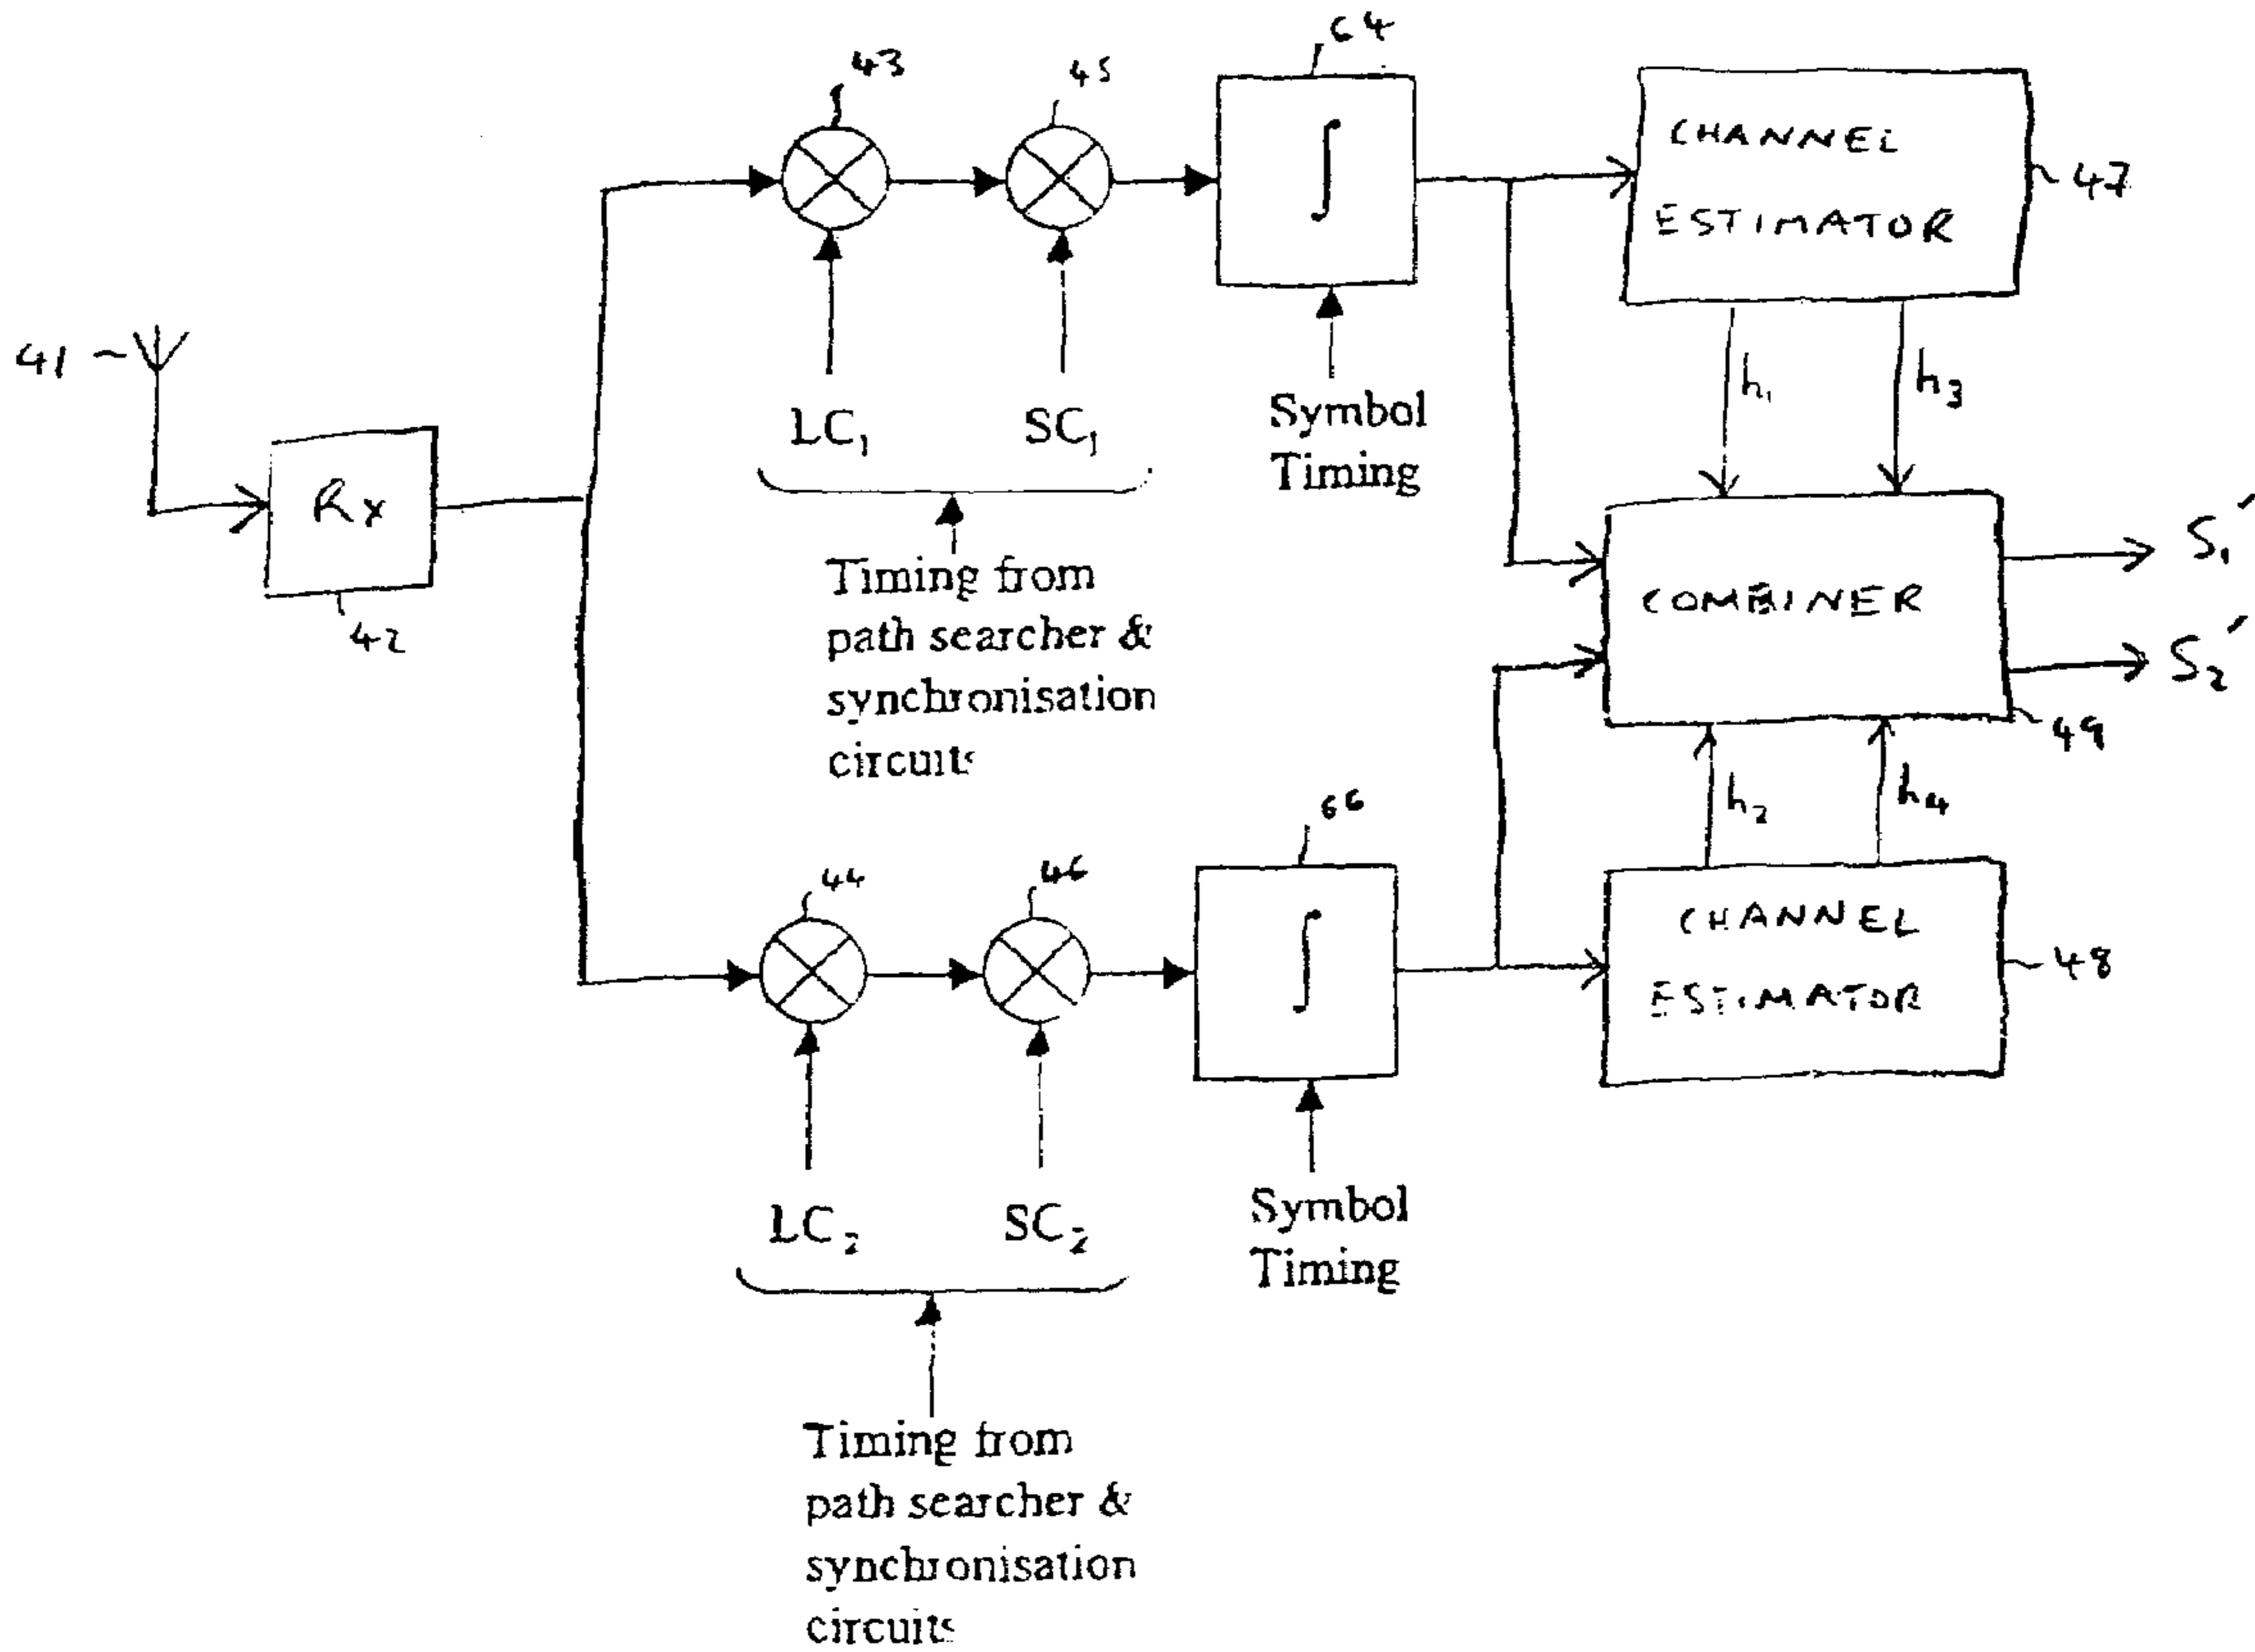 64
43
45
CHANNEL
ESTIMATOR
47
∫
41
Rx
42
LC₁
SC₁
Symbol
Timing
h₁
h₃
Timing from
path searcher &
synchronisation
circuits
COMBINER
S₁′
S₂′
49
66
44
46
h₂
h₄
∫
CHANNEL
ESTIMATOR
48
LC₂
SC₂
Symbol
Timing
Timing from
path searcher &
synchronisation
circuits